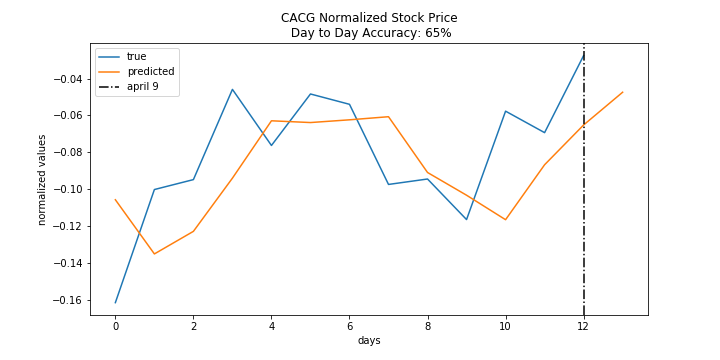 CACG Normalized Stock Price
Day to Day Accuracy: 65%
true
predicted
april 9
normalized values
−0.04
−0.06
−0.08
−0.10
−0.12
−0.14
−0.16
0 2 4 6 8 10 12
days